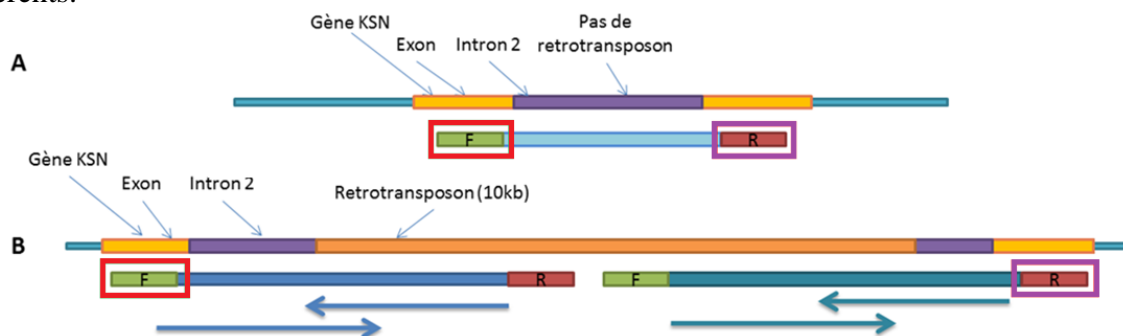 Gène KSN
Exon
Intron 2
Pas de
retrotransposon
A
F
R
Gène KSN
Exon
Intron 2
Retrotransposon (10kb)
B
F
R
F
R